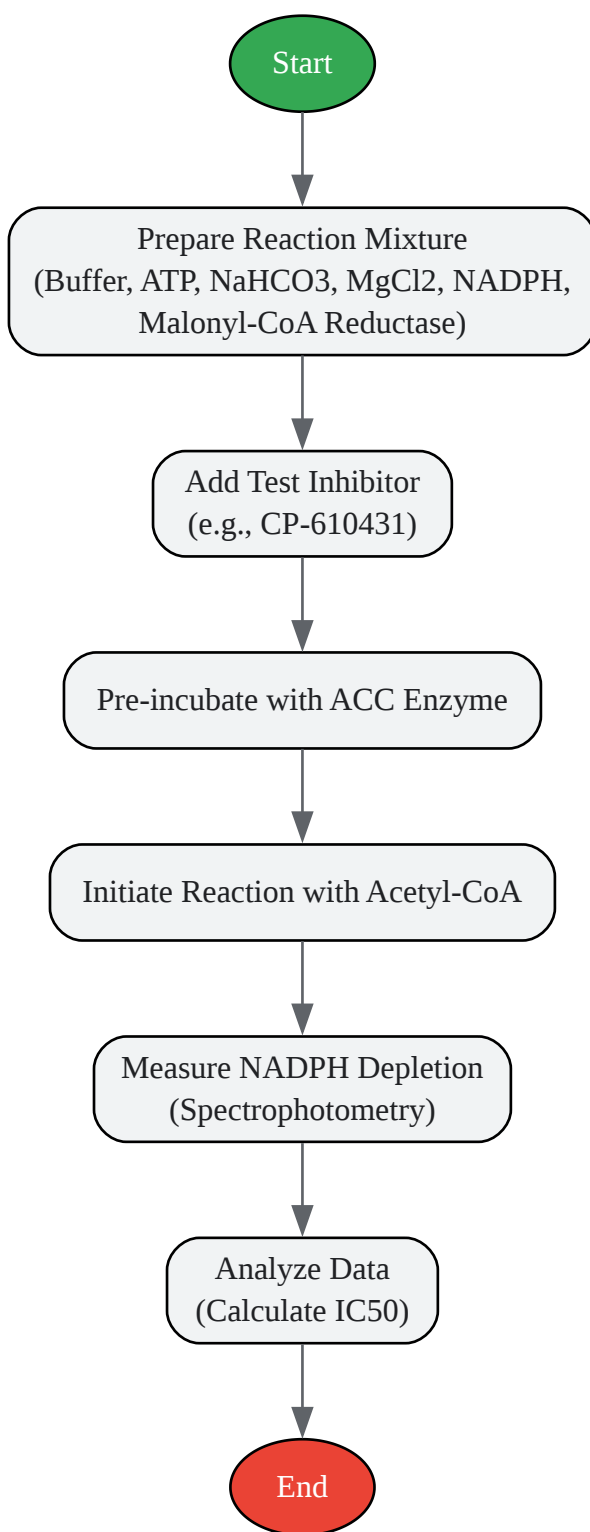 Start
Prepare Reaction Mixture
(Buffer, ATP, NaHCO3, MgCl2, NADPH,
Malonyl-CoA Reductase)
Add Test Inhibitor
(e.g., CP-610431)
Pre-incubate with ACC Enzyme
Initiate Reaction with Acetyl-CoA
Measure NADPH Depletion
(Spectrophotometry)
Analyze Data
(Calculate IC50)
End